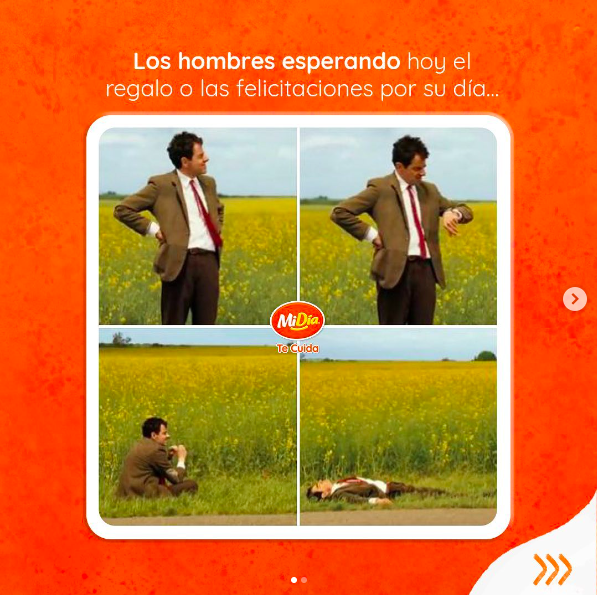 Los hombres esperando hoy el
regalo o las felicitaciones por su día...
MiDía
Te Cuida